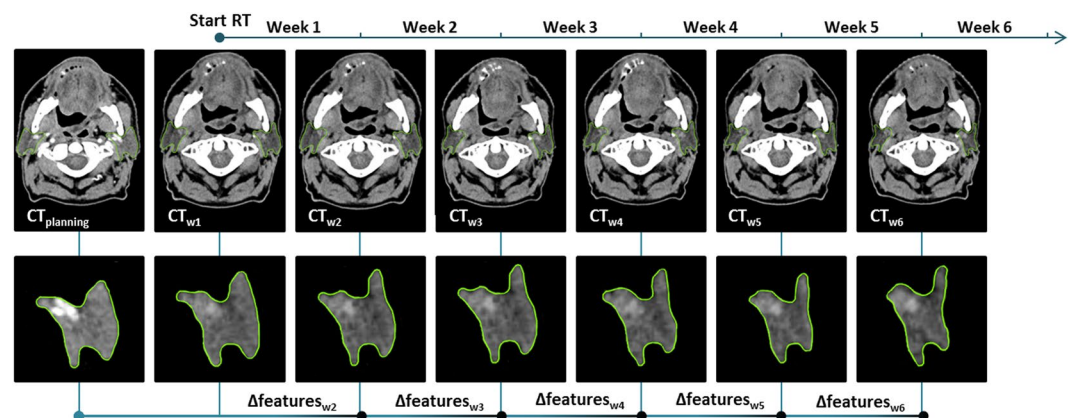 Start RT
Week 1 Week 2 Week 3 Week 4 Week 5 Week 6
CTplanning CTw1 CTw2 CTw3 CTw4 CTw5 CTw6
Δfeaturesw2 Δfeaturesw3 Δfeaturesw4 Δfeaturesw5 Δfeaturesw6